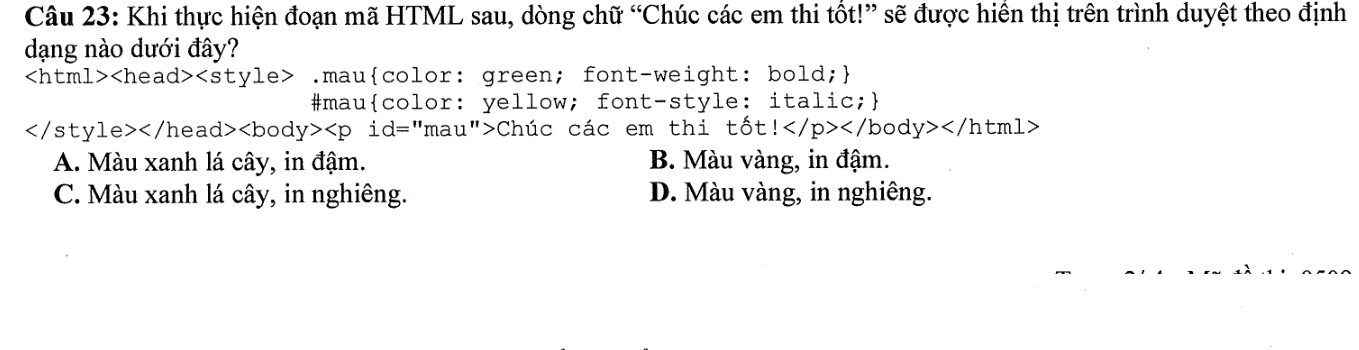 Câu 23: Khi thực hiện đoạn mã HTML sau, dòng chữ “Chúc các em thi tốt!” sẽ được hiển thị trên trình duyệt theo định
dạng nào dưới đây?
<html><head><style> .mau{color: green; font-weight: bold;}
#mau{color: yellow; font-style: italic;}
</style></head><body><p id="mau">Chúc các em thi tốt!</p></body></html>
A. Màu xanh lá cây, in đậm. B. Màu vàng, in đậm.
C. Màu xanh lá cây, in nghiêng. D. Màu vàng, in nghiêng.